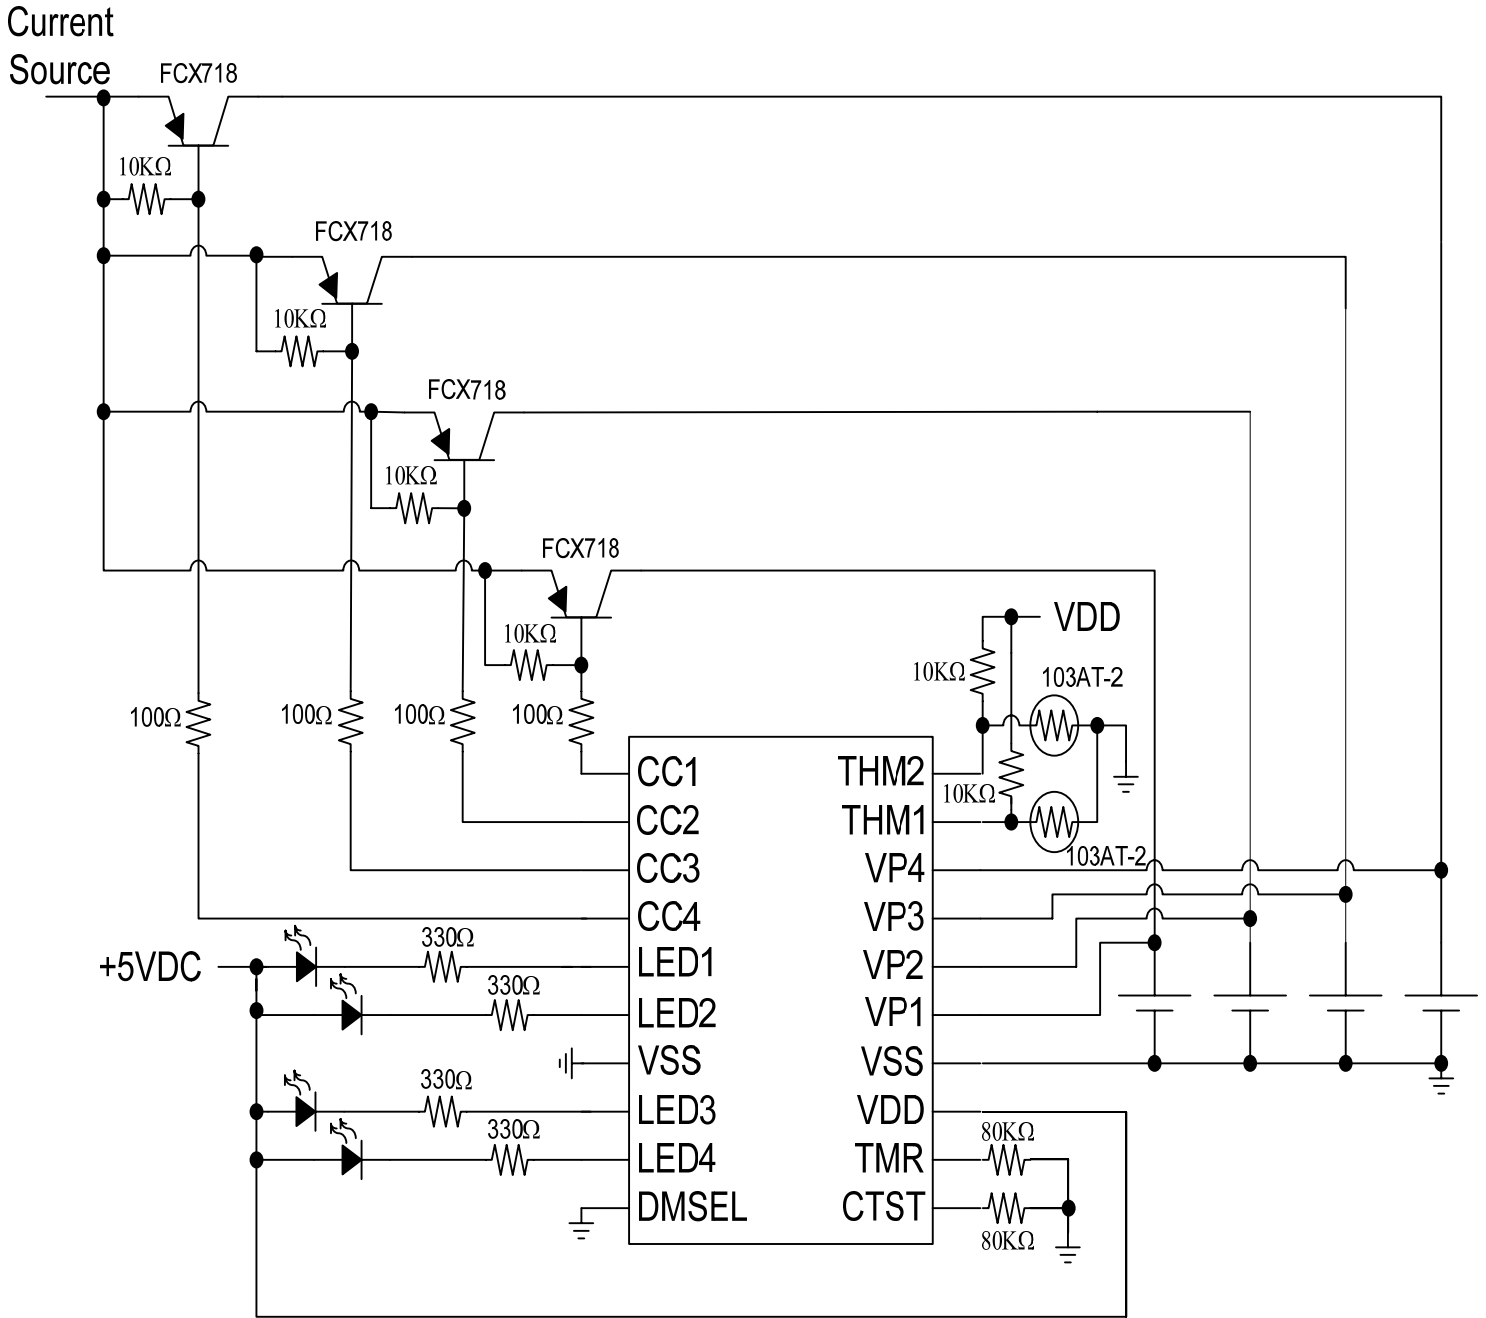 Current
Source
FCX718
10KΩ
FCX718
10KΩ
FCX718
10KΩ
FCX718
10KΩ
VDD
10KΩ
103AT-2
100Ω
100Ω
100Ω
100Ω
10KΩ
103AT-2
CC1
THM2
CC2
THM1
CC3
VP4
CC4
VP3
+5VDC
330Ω
LED1
VP2
330Ω
LED2
VP1
VSS
VSS
330Ω
LED3
VDD
330Ω
LED4
TMR
80KΩ
DMSEL
CTST
80KΩ